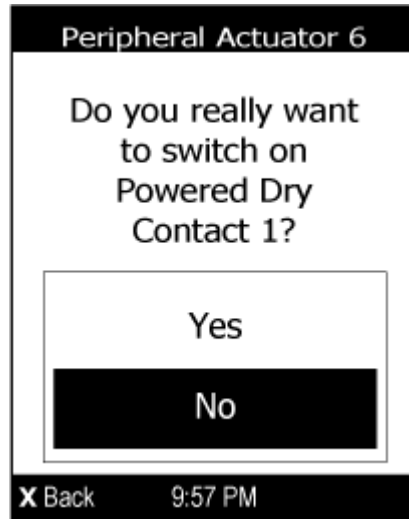 Peripheral Actuator 6
Do you really want
to switch on
Powered Dry
Contact 1?
Yes
No
X Back 9:57 PM